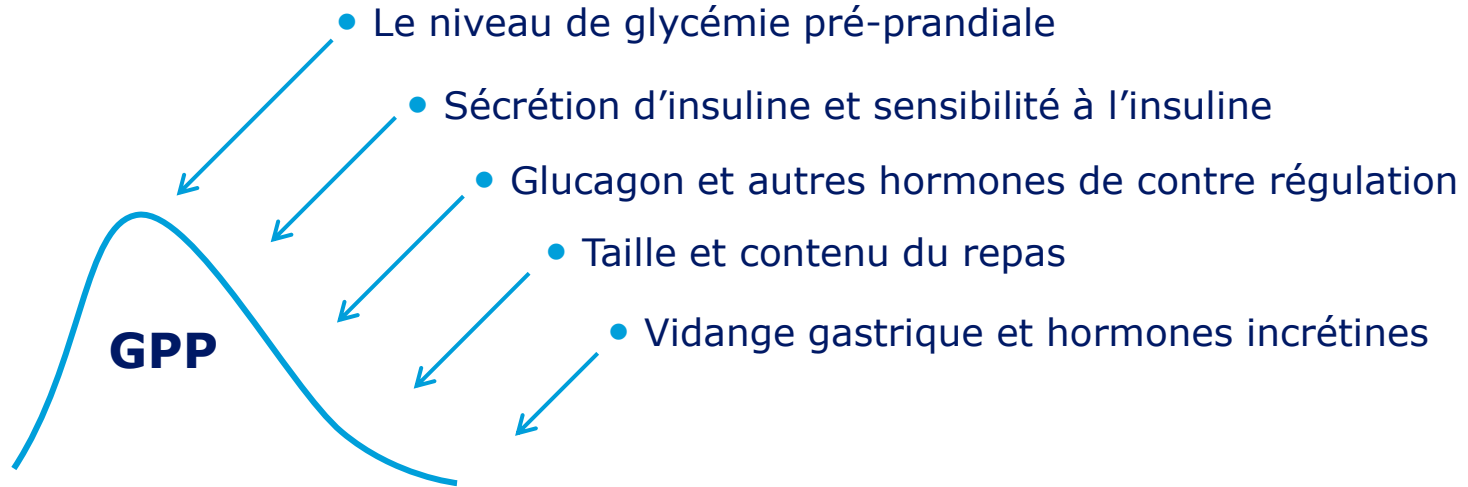 • Le niveau de glycémie pré-prandiale
• Sécrétion d’insuline et sensibilité à l’insuline
• Glucagon et autres hormones de contre régulation
• Taille et contenu du repas
• Vidange gastrique et hormones incrétines
GPP